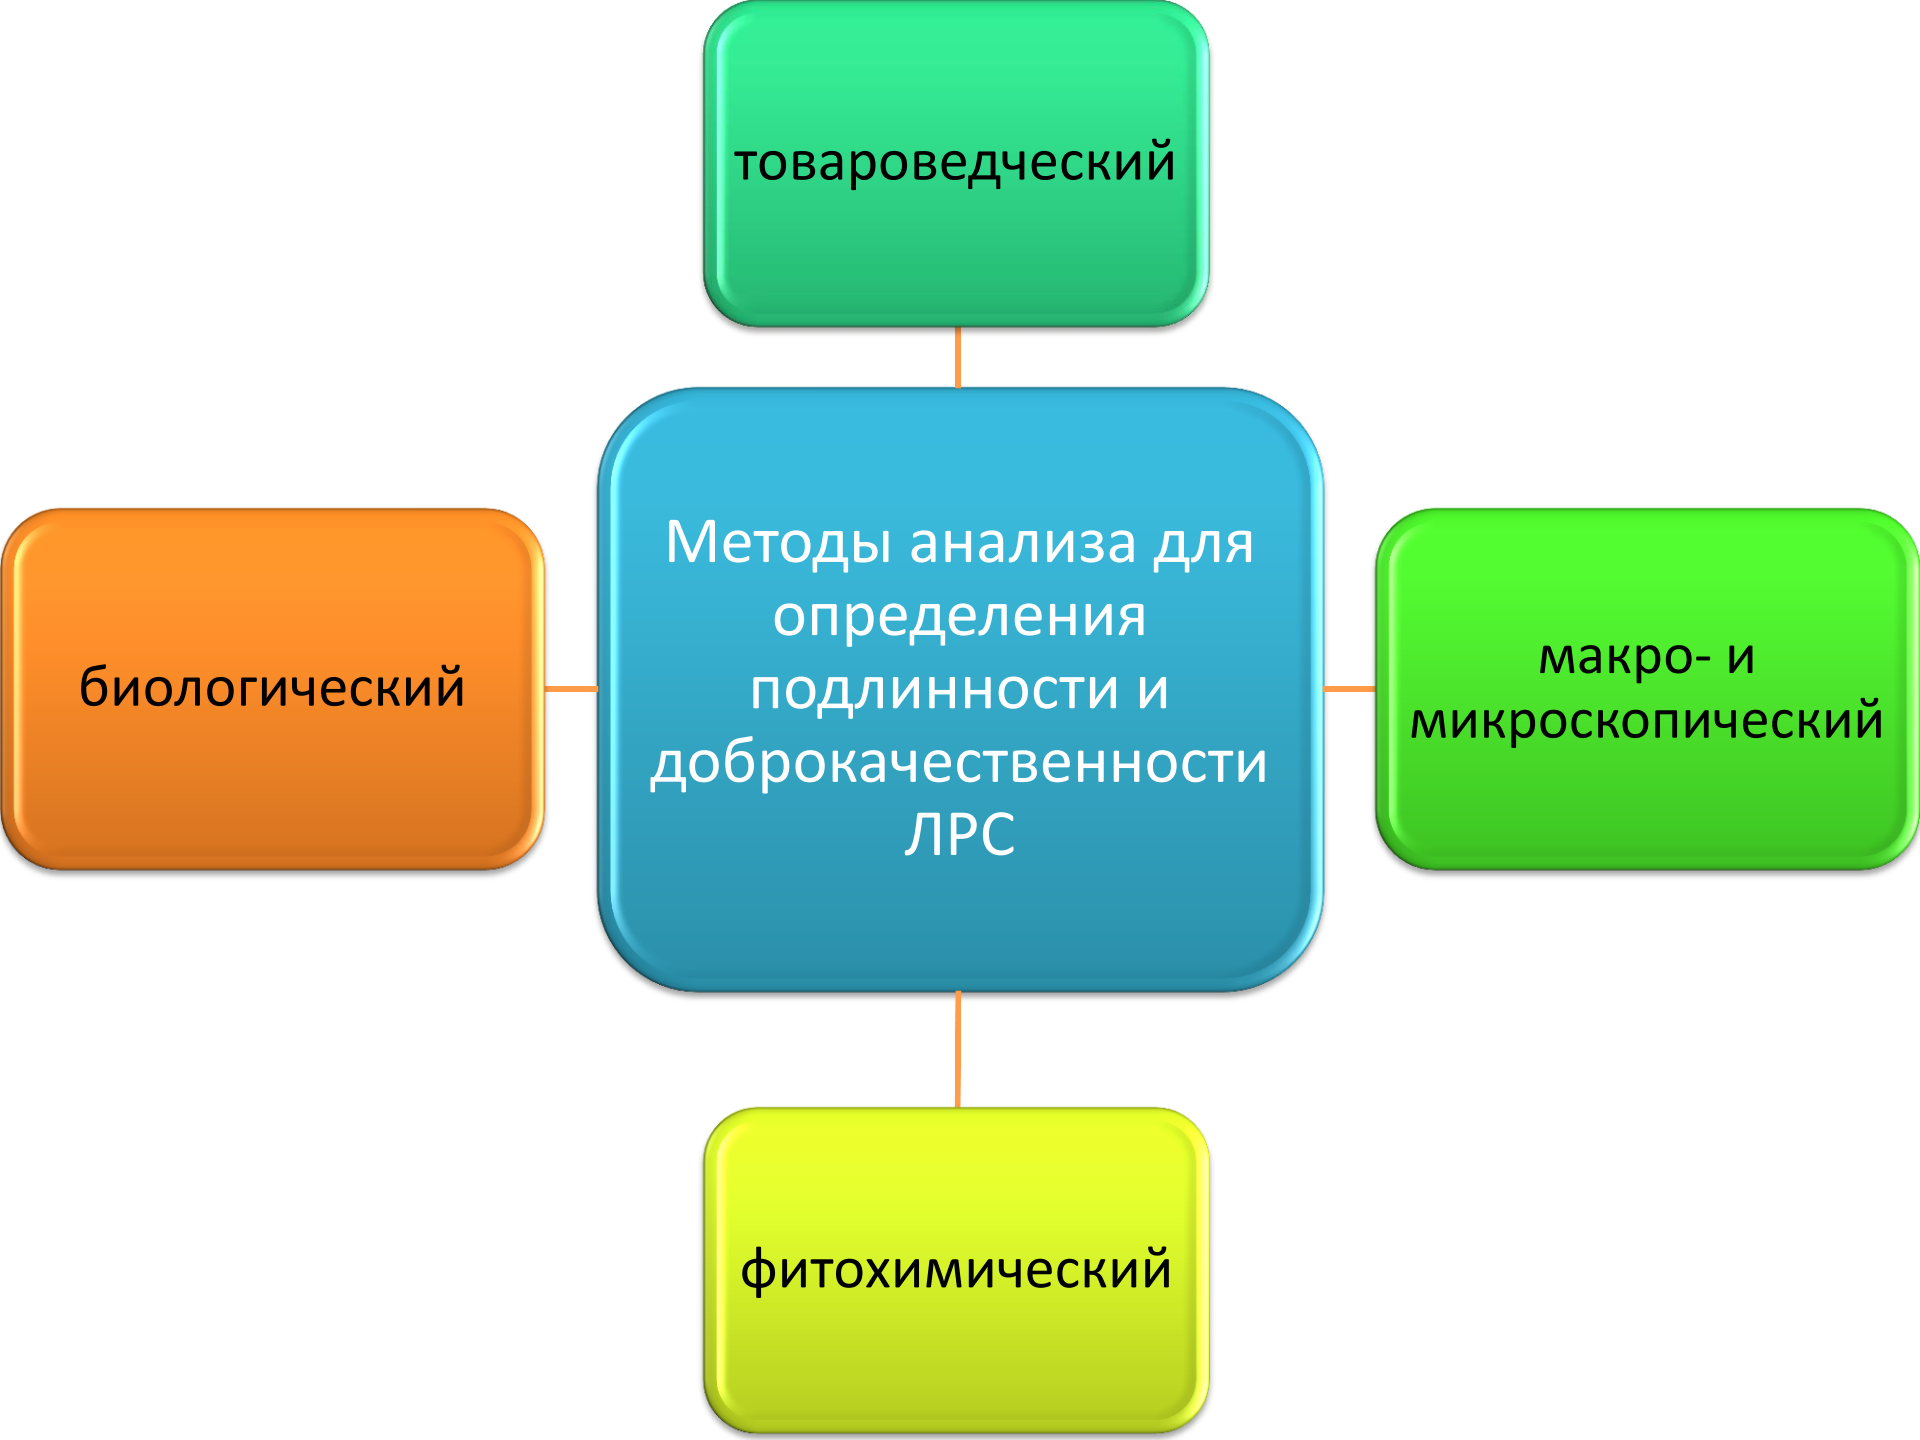 товароведческий
Методы анализа для
определения
подлинности и
доброкачественности
ЛРС
биологический
макро- и
микроскопический
фитохимический